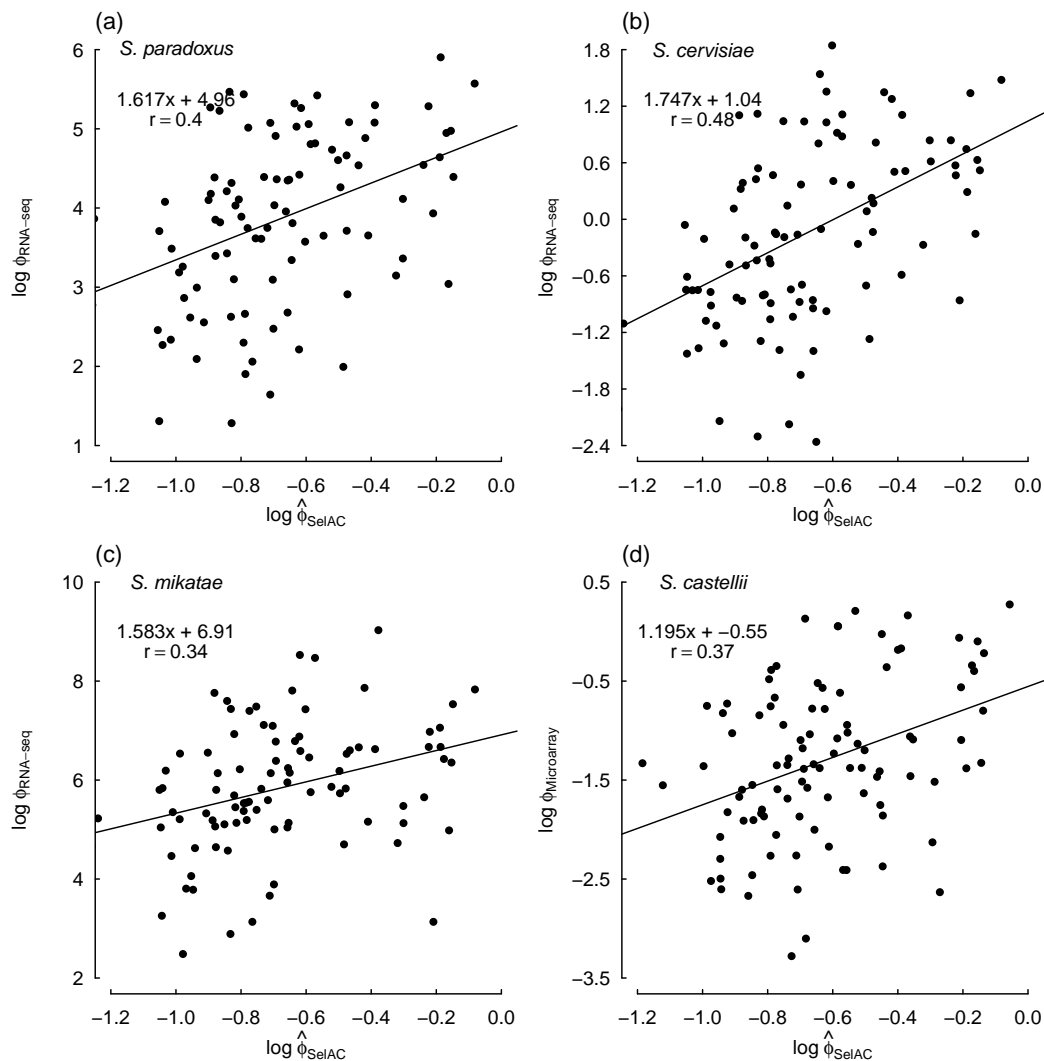 (a)
S. paradoxus
1.617x + 4.96
r = 0.4
log ϕRNA−seq
6
5
4
3
2
1
−1.2 −1.0 −0.8 −0.6 −0.4 −0.2 0.0
log ϕ̂SelAC
(b)
S. cervisiae
1.747x + 1.04
r = 0.48
log ϕRNA−seq
1.8
1.2
0.6
0.0
−0.6
−1.2
−1.8
−2.4
−1.2 −1.0 −0.8 −0.6 −0.4 −0.2 0.0
log ϕ̂SelAC
(c)
S. mikatae
1.583x + 6.91
r = 0.34
log ϕRNA−seq
10
8
6
4
2
−1.2 −1.0 −0.8 −0.6 −0.4 −0.2 0.0
log ϕ̂SelAC
(d)
S. castellii
1.195x + −0.55
r = 0.37
log ϕMicroarray
0.5
−0.5
−1.5
−2.5
−3.5
−1.2 −1.0 −0.8 −0.6 −0.4 −0.2 0.0
log ϕ̂SelAC